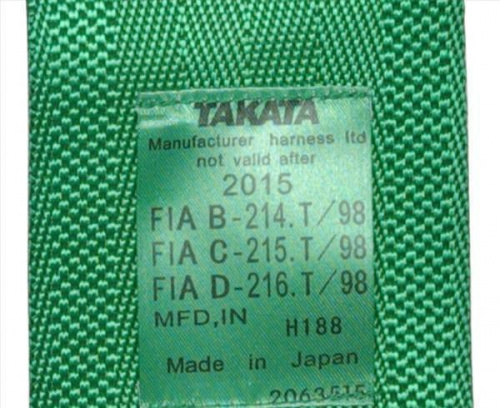 TAKATA
Manufacturer harness ltd
not valid after
2015
FIA B-214.T/98
FIA C-215.T/98
FIA D-216.T/98
MFD,IN H188
Made in Japan
2063515